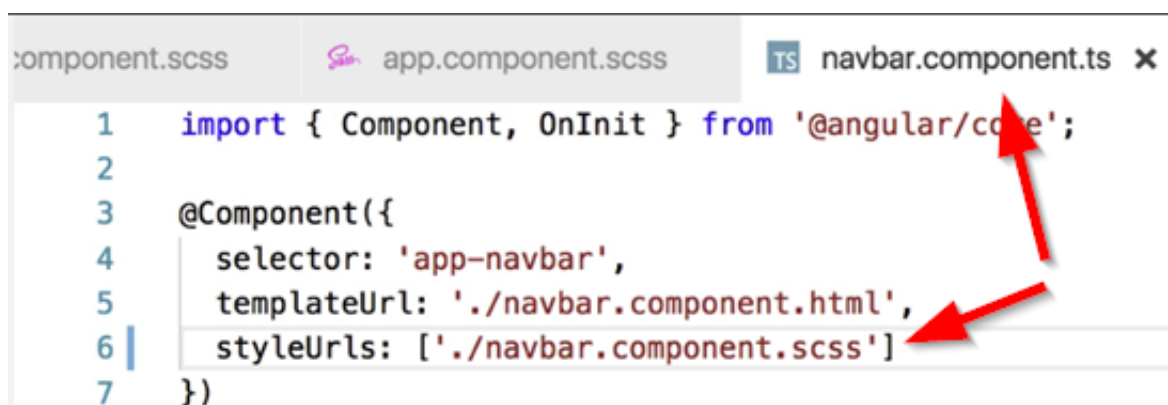 component.scss app.component.scss TS navbar.component.ts ×
1 import { Component, OnInit } from '@angular/core';
2
3 @Component({
4 selector: 'app-navbar',
5 templateUrl: './navbar.component.html',
6 styleUrls: ['./navbar.component.scss']
7 })